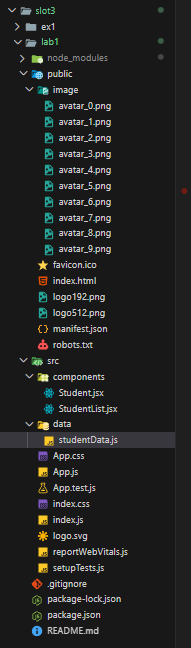 slot3
ex1
lab1
node_modules
public
image
avatar_0.png
avatar_1.png
avatar_2.png
avatar_3.png
avatar_4.png
avatar_5.png
avatar_6.png
avatar_7.png
avatar_8.png
avatar_9.png
favicon.ico
index.html
logo192.png
logo512.png
manifest.json
robots.txt
src
components
Student.jsx
StudentList.jsx
data
studentData.js
App.css
App.js
App.test.js
index.css
index.js
logo.svg
reportWebVitals.js
setupTests.js
.gitignore
package-lock.json
package.json
README.md